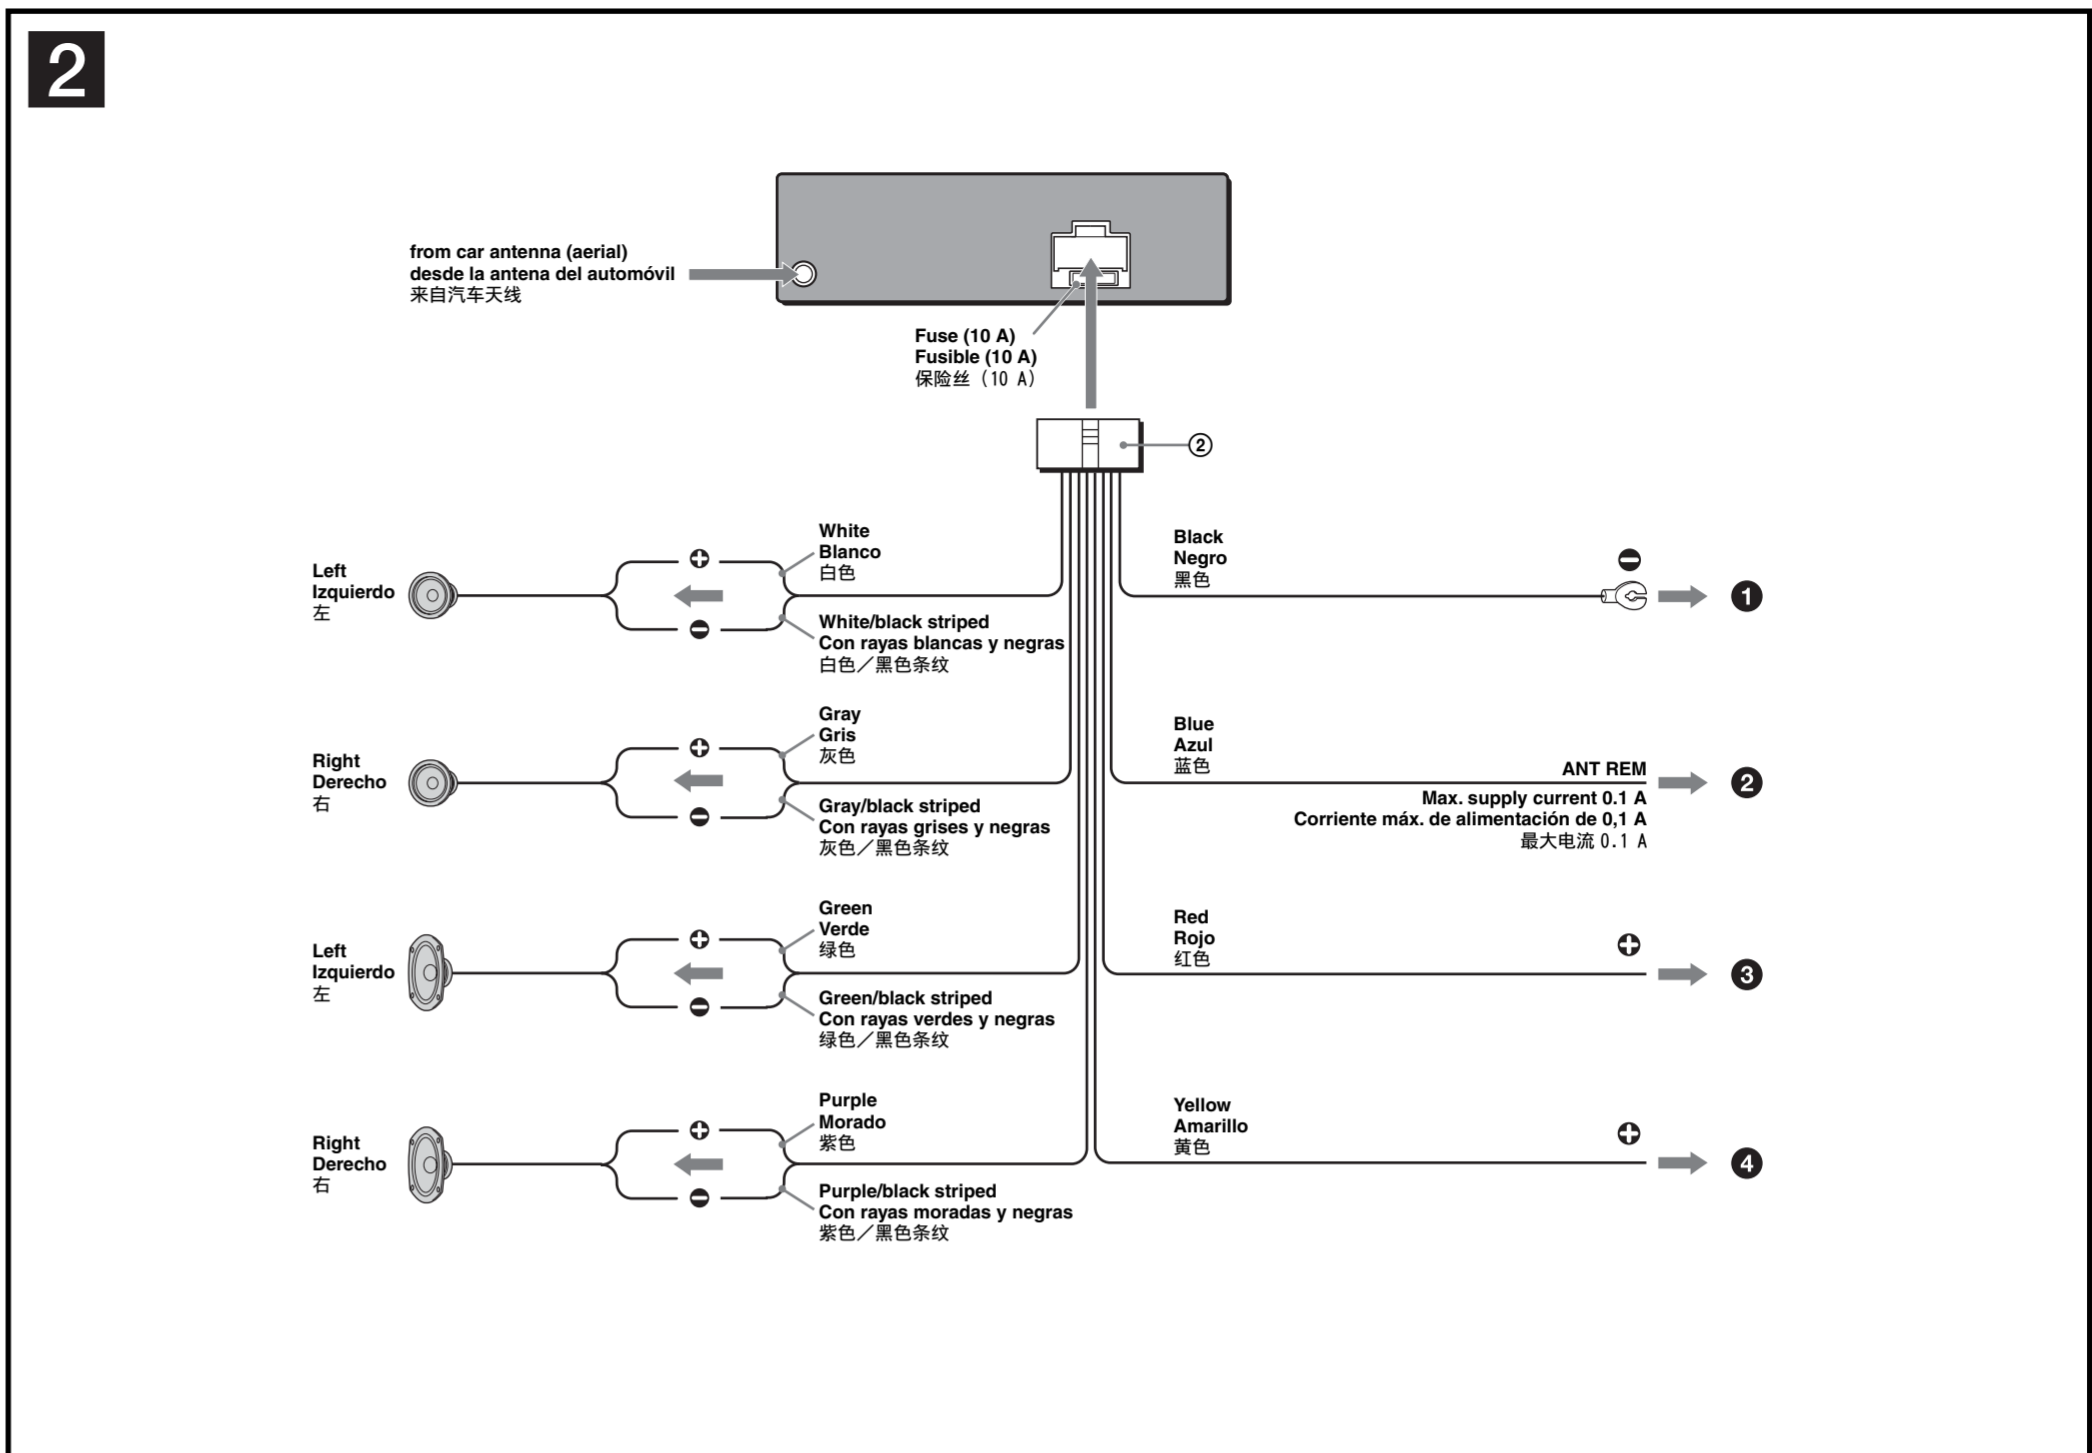 2
from car antenna (aerial)
desde la antena del automóvil
来自汽车天线
Fuse (10 A)
Fusible (10 A)
保险丝 (10 A)
②
Left
Izquierdo
左
White
Blanco
白色
White/black striped
Con rayas blancas y negras
白色／黑色条纹
Black
Negro
黑色
❶
Right
Derecho
右
Gray
Gris
灰色
Gray/black striped
Con rayas grises y negras
灰色／黑色条纹
Blue
Azul
蓝色
ANT REM
Max. supply current 0.1 A
Corriente máx. de alimentación de 0,1 A
最大电流 0.1 A
❷
Left
Izquierdo
左
Green
Verde
绿色
Green/black striped
Con rayas verdes y negras
绿色／黑色条纹
Red
Rojo
红色
❸
Right
Derecho
右
Purple
Morado
紫色
Purple/black striped
Con rayas moradas y negras
紫色／黑色条纹
Yellow
Amarillo
黄色
❹